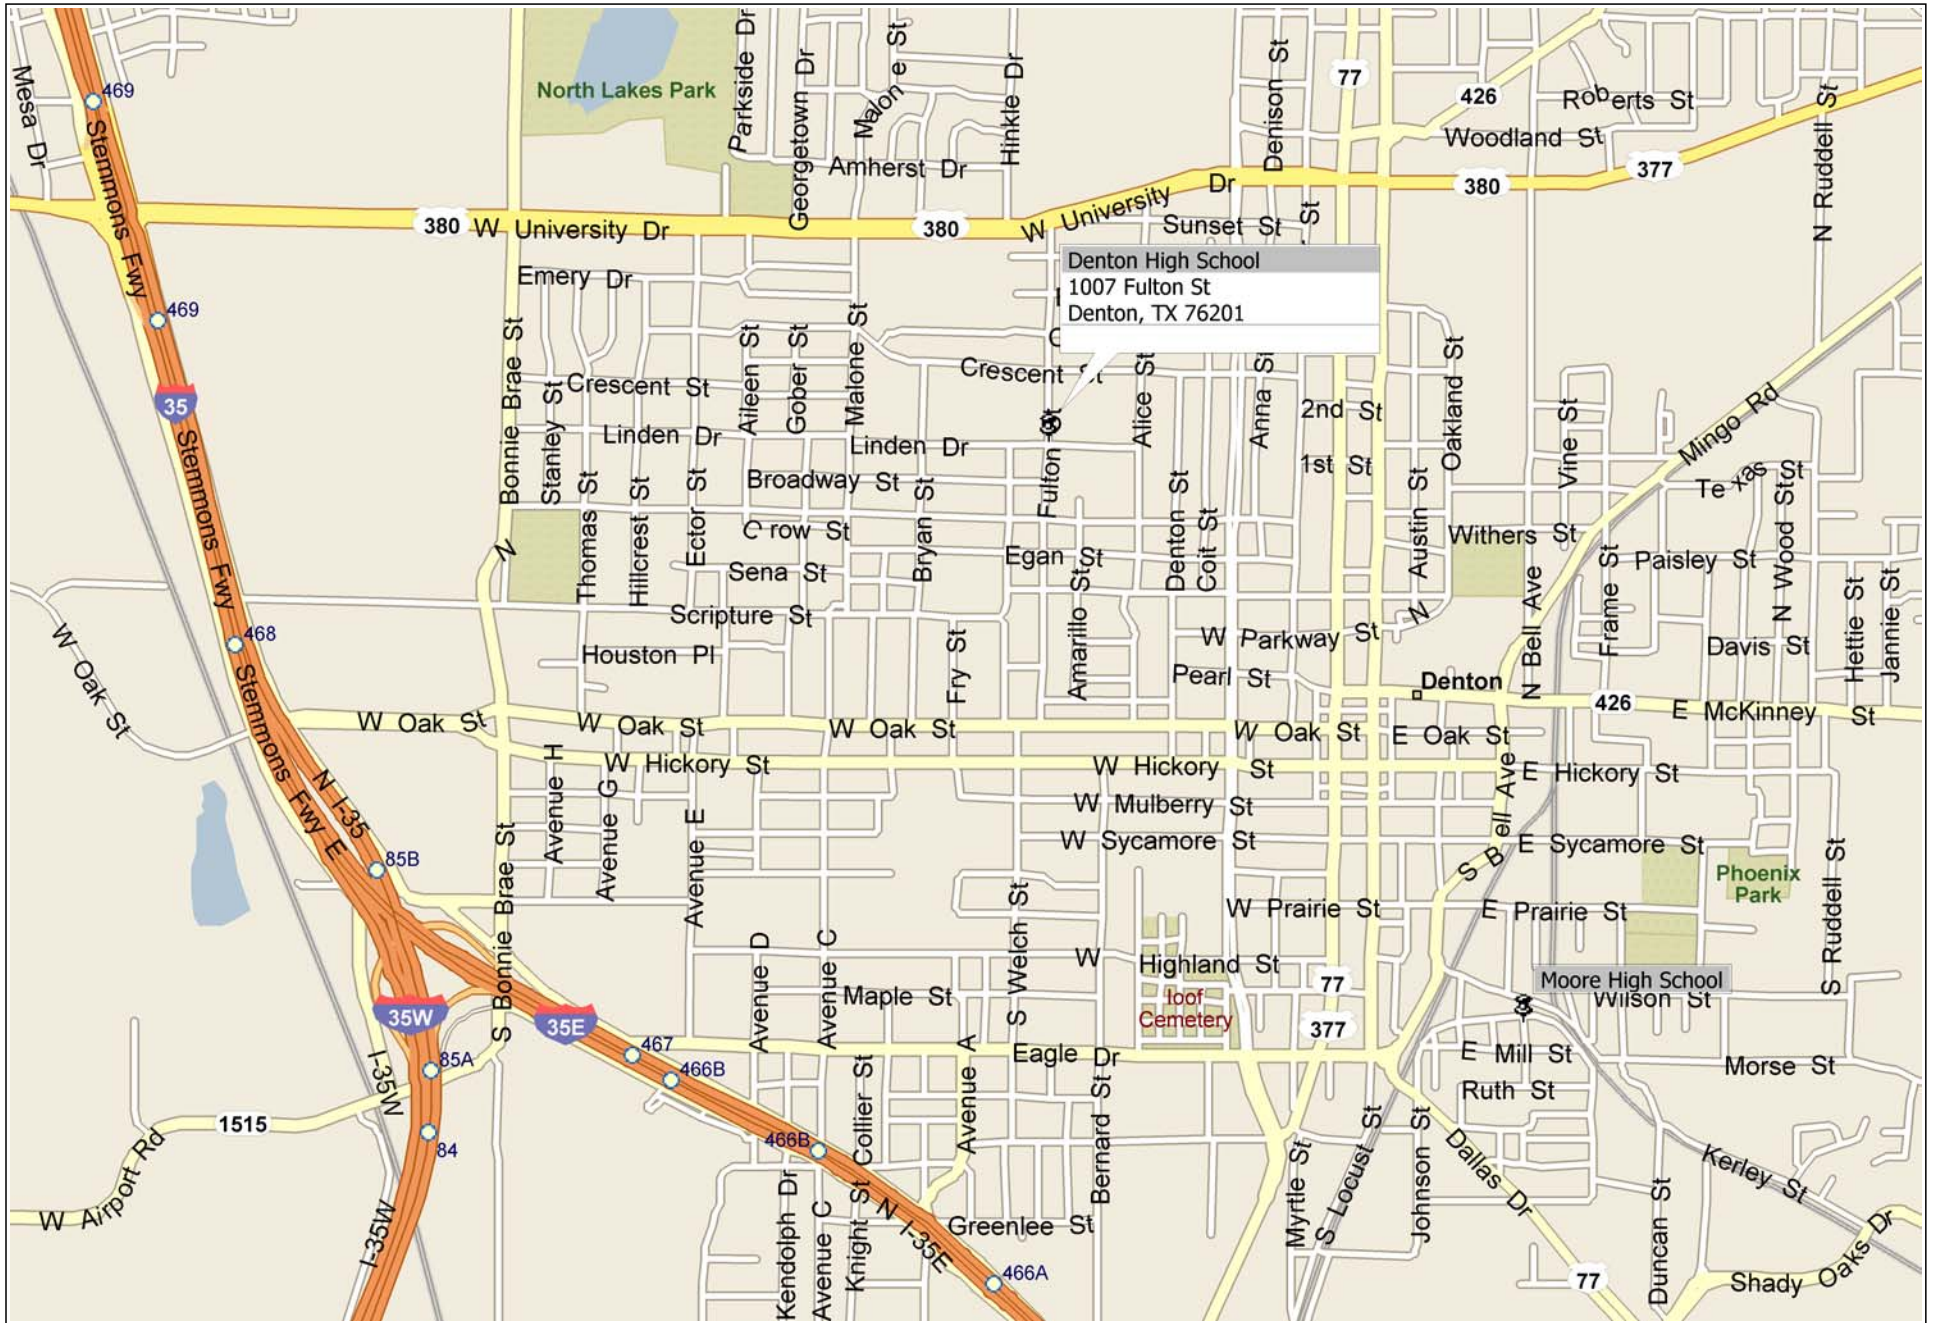 Mesa Dr
469
Stemmons Fwy
469
35
Stemmons Fwy
468
Stemmons Fwy E
N I-35
85B
35W
35E
85A
84
I-35W
I-35W
467
466B
466B
N I-35E
466A
1515
W Airport Rd
W Oak St
North Lakes Park
Parkside Dr
Georgetown Dr
Malone St
Hinkle Dr
Amherst Dr
Denison St
77
426
Roberts St
Woodland St
377
380
N Ruddell St
380
W University Dr
380
W University Dr
Sunset St
St
Denton High School
1007 Fulton St
Denton, TX 76201
Emery Dr
N Bonnie Brae St
Stanley St
Crescent St
Aileen St
Gober St
Malone St
Crescent St
Alice St
Anna St
2nd St
Oakland St
Vine St
Mingo Rd
Linden Dr
Linden Dr
Fulton St
1st St
Texas St
Thomas St
Hillcrest St
Ector St
Broadway St
Bryan St
Denton St
Coit St
N Austin St
Crow St
Withers St
Egan St
Sena St
Paisley St
N Wood St
Frame St
Hettie St
Jannie St
Scripture St
Amarillo St
W Parkway St
N Bell Ave
Davis St
Houston Pl
Fry St
Pearl St
Denton
426
E McKinney St
W Oak St
W Oak St
W Oak St
W Oak St
E Oak St
W Hickory St
W Hickory St
E Hickory St
Avenue H
Avenue G
Avenue E
W Mulberry St
W Sycamore St
S Bell Ave
E Sycamore St
Phoenix
Park
S Ruddell St
S Bonnie Brae St
S Welch St
W Prairie St
E Prairie St
Avenue D
Avenue C
W Highland St
Maple St
Ioof
Cemetery
77
377
Moore High School
Wilson St
Eagle Dr
Avenue A
E Mill St
Morse St
Ruth St
Collier St
Bernard St
Myrtle St
S Locust St
Johnson St
Dallas Dr
Kerley St
Duncan St
Kendolph Dr
Avenue C
Knight St
Greenlee St
77
Shady Oaks Dr